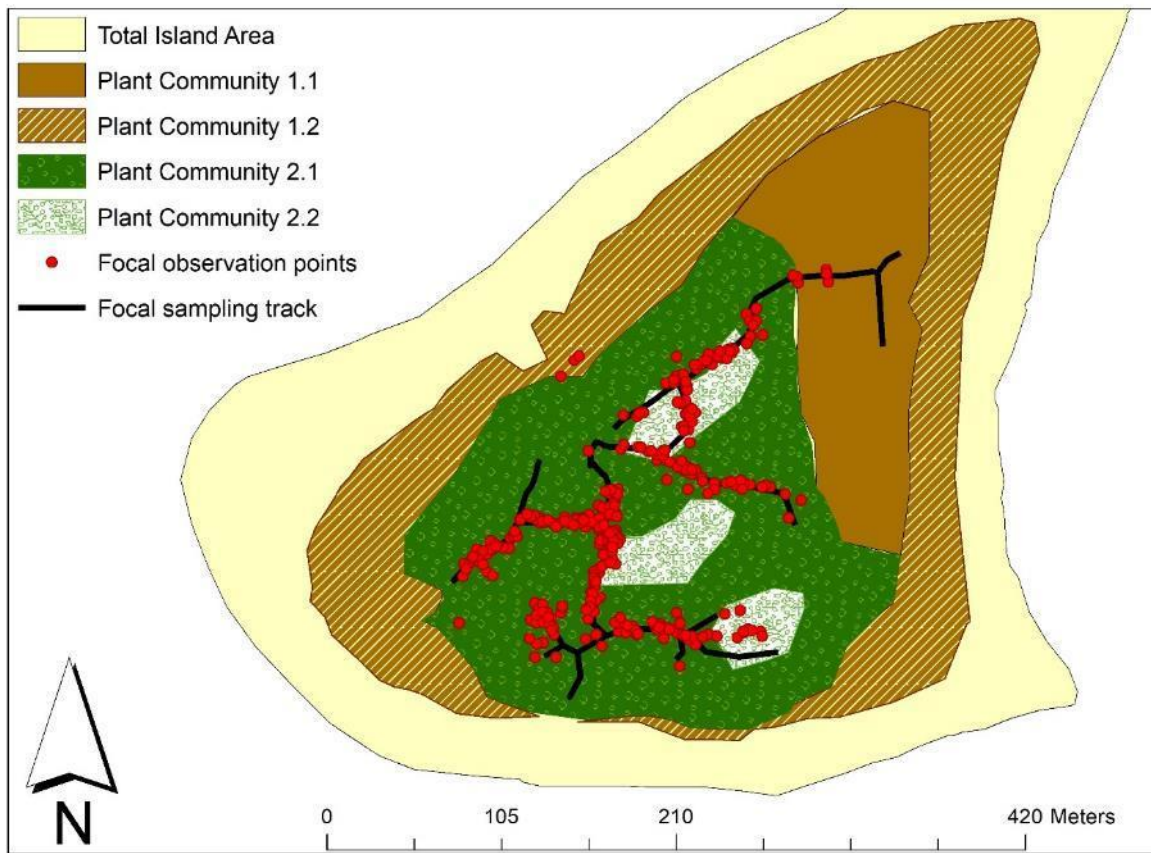 Total Island Area
Plant Community 1.1
Plant Community 1.2
Plant Community 2.1
Plant Community 2.2
Focal observation points
Focal sampling track
N
0 105 210 420 Meters